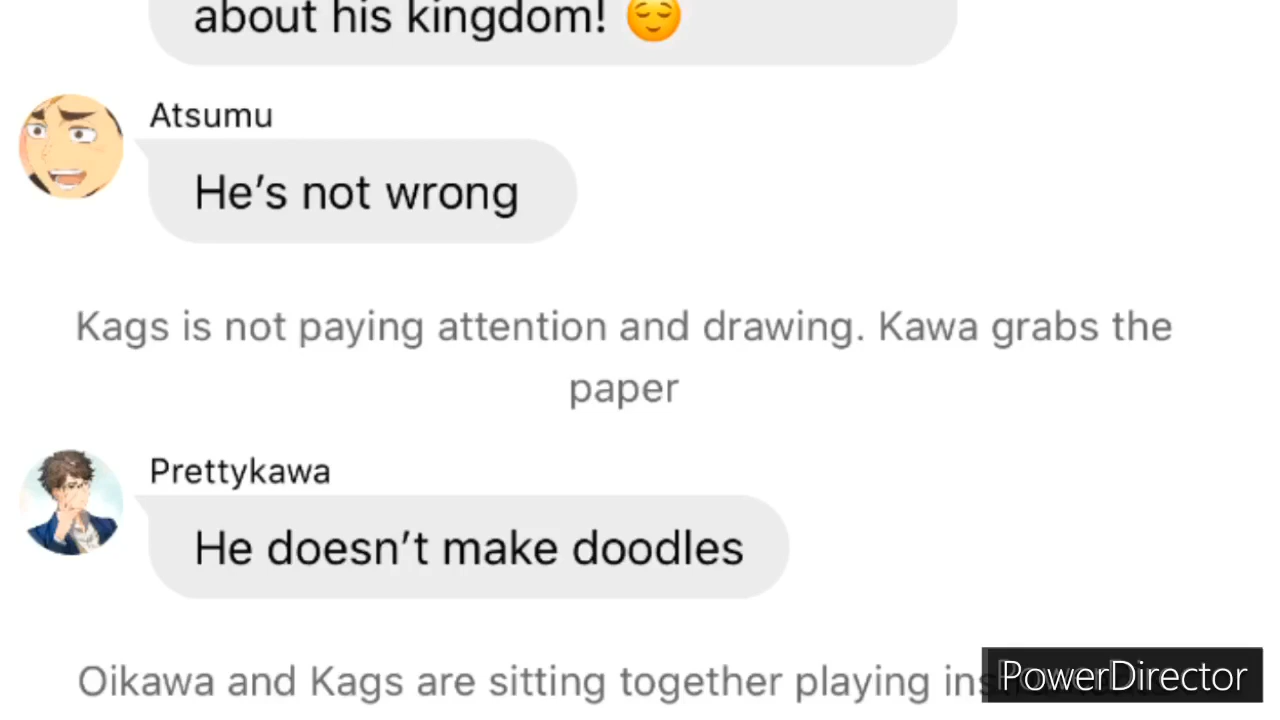 about his kingdom! 😌
Atsumu
He's not wrong
Kags is not paying attention and drawing. Kawa grabs the
paper
Prettykawa
He doesn't make doodles
Oikawa and Kags are sitting together playing
PowerDirector